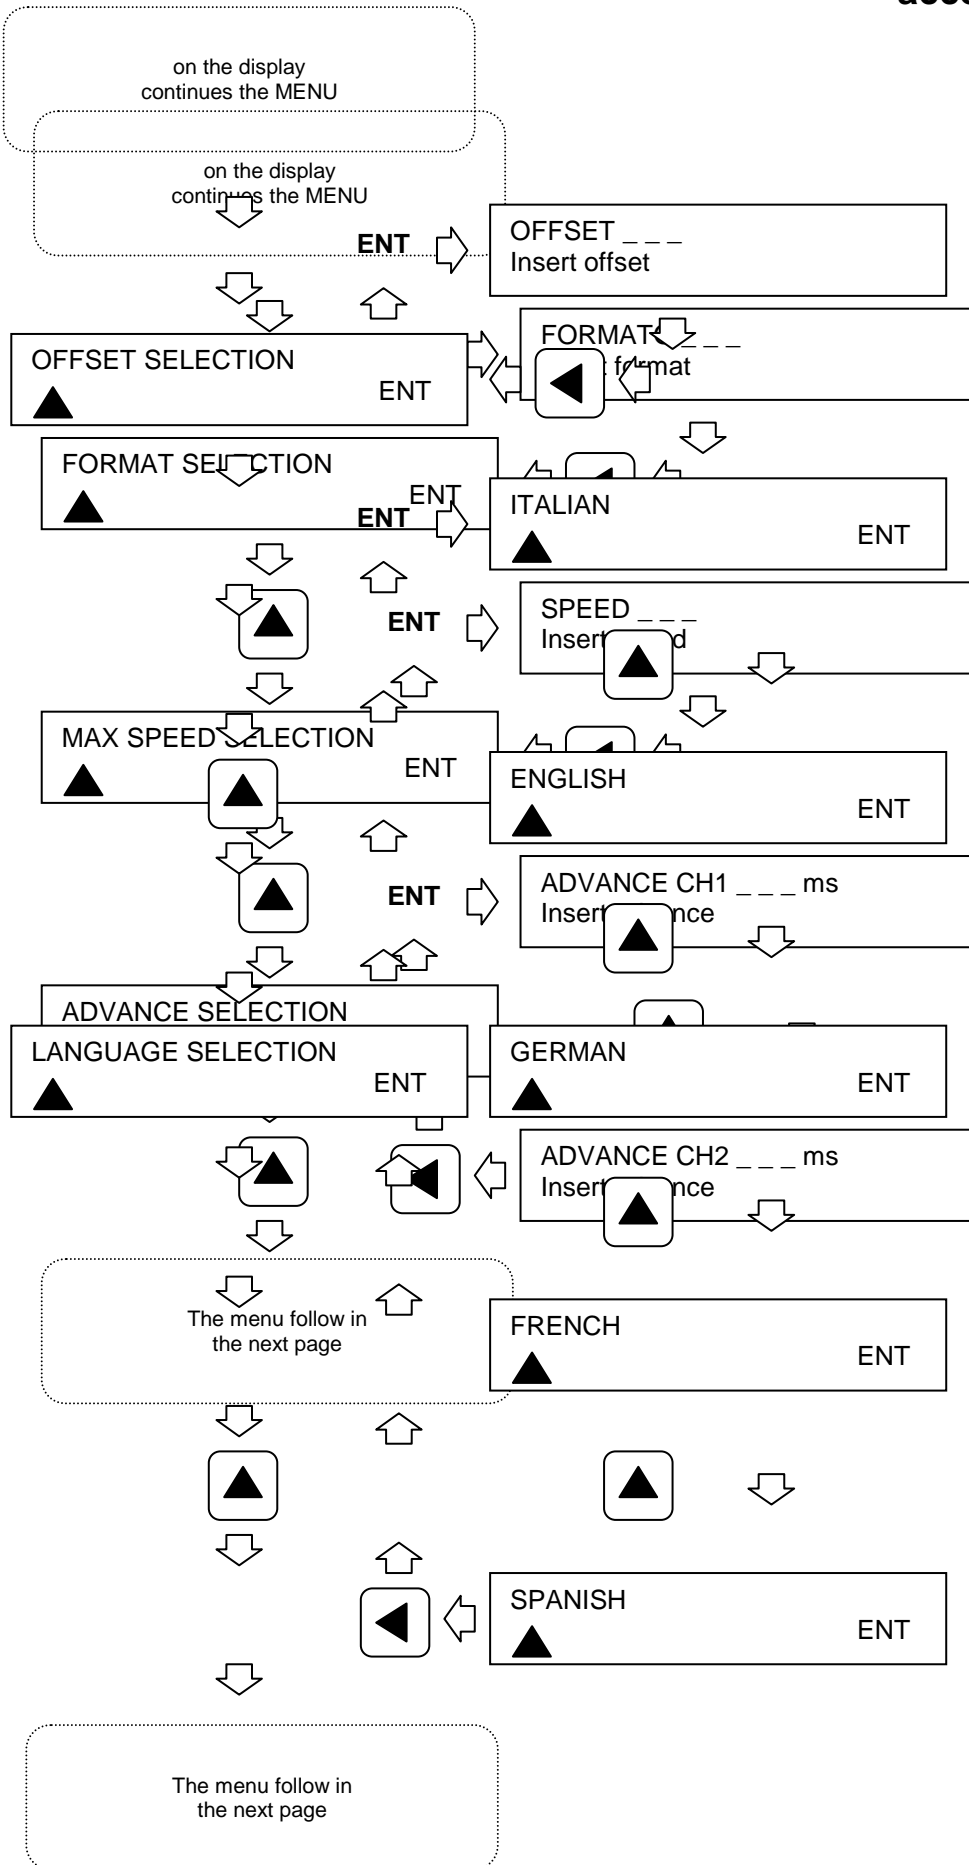 on the display
continues the MENU
on the display
continues the MENU
ENT
OFFSET _ _ _
Insert offset
OFFSET SELECTION
ENT
_ _ _
format
FORMAT SELECTION
ENT
ENT
ITALIAN
ENT
ENT
SPEED _ _ _
Insert
MAX SPEED SELECTION
ENT
ENGLISH
ENT
ENT
ADVANCE CH1 _ _ _ ms
Insert
ADVANCE SELECTION
LANGUAGE SELECTION
ENT
GERMAN
ENT
ADVANCE CH2 _ _ _ ms
Insert
The menu follow in
the next page
FRENCH
ENT
SPANISH
ENT
The menu follow in
the next page